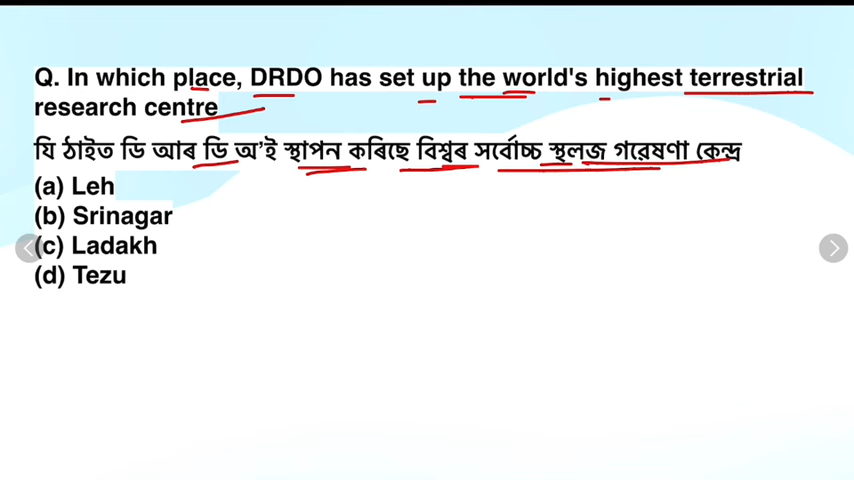 Q. In which place, DRDO has set up the world's highest terrestrial
research centre
যি ঠাইত ডি আৰ ডি অ'ই স্থাপন কৰিছে বিশ্বৰ সৰ্বোচ্চ স্থলজ গৱেষণা কেন্দ্ৰ
(a) Leh
(b) Srinagar
(c) Ladakh
(d) Tezu